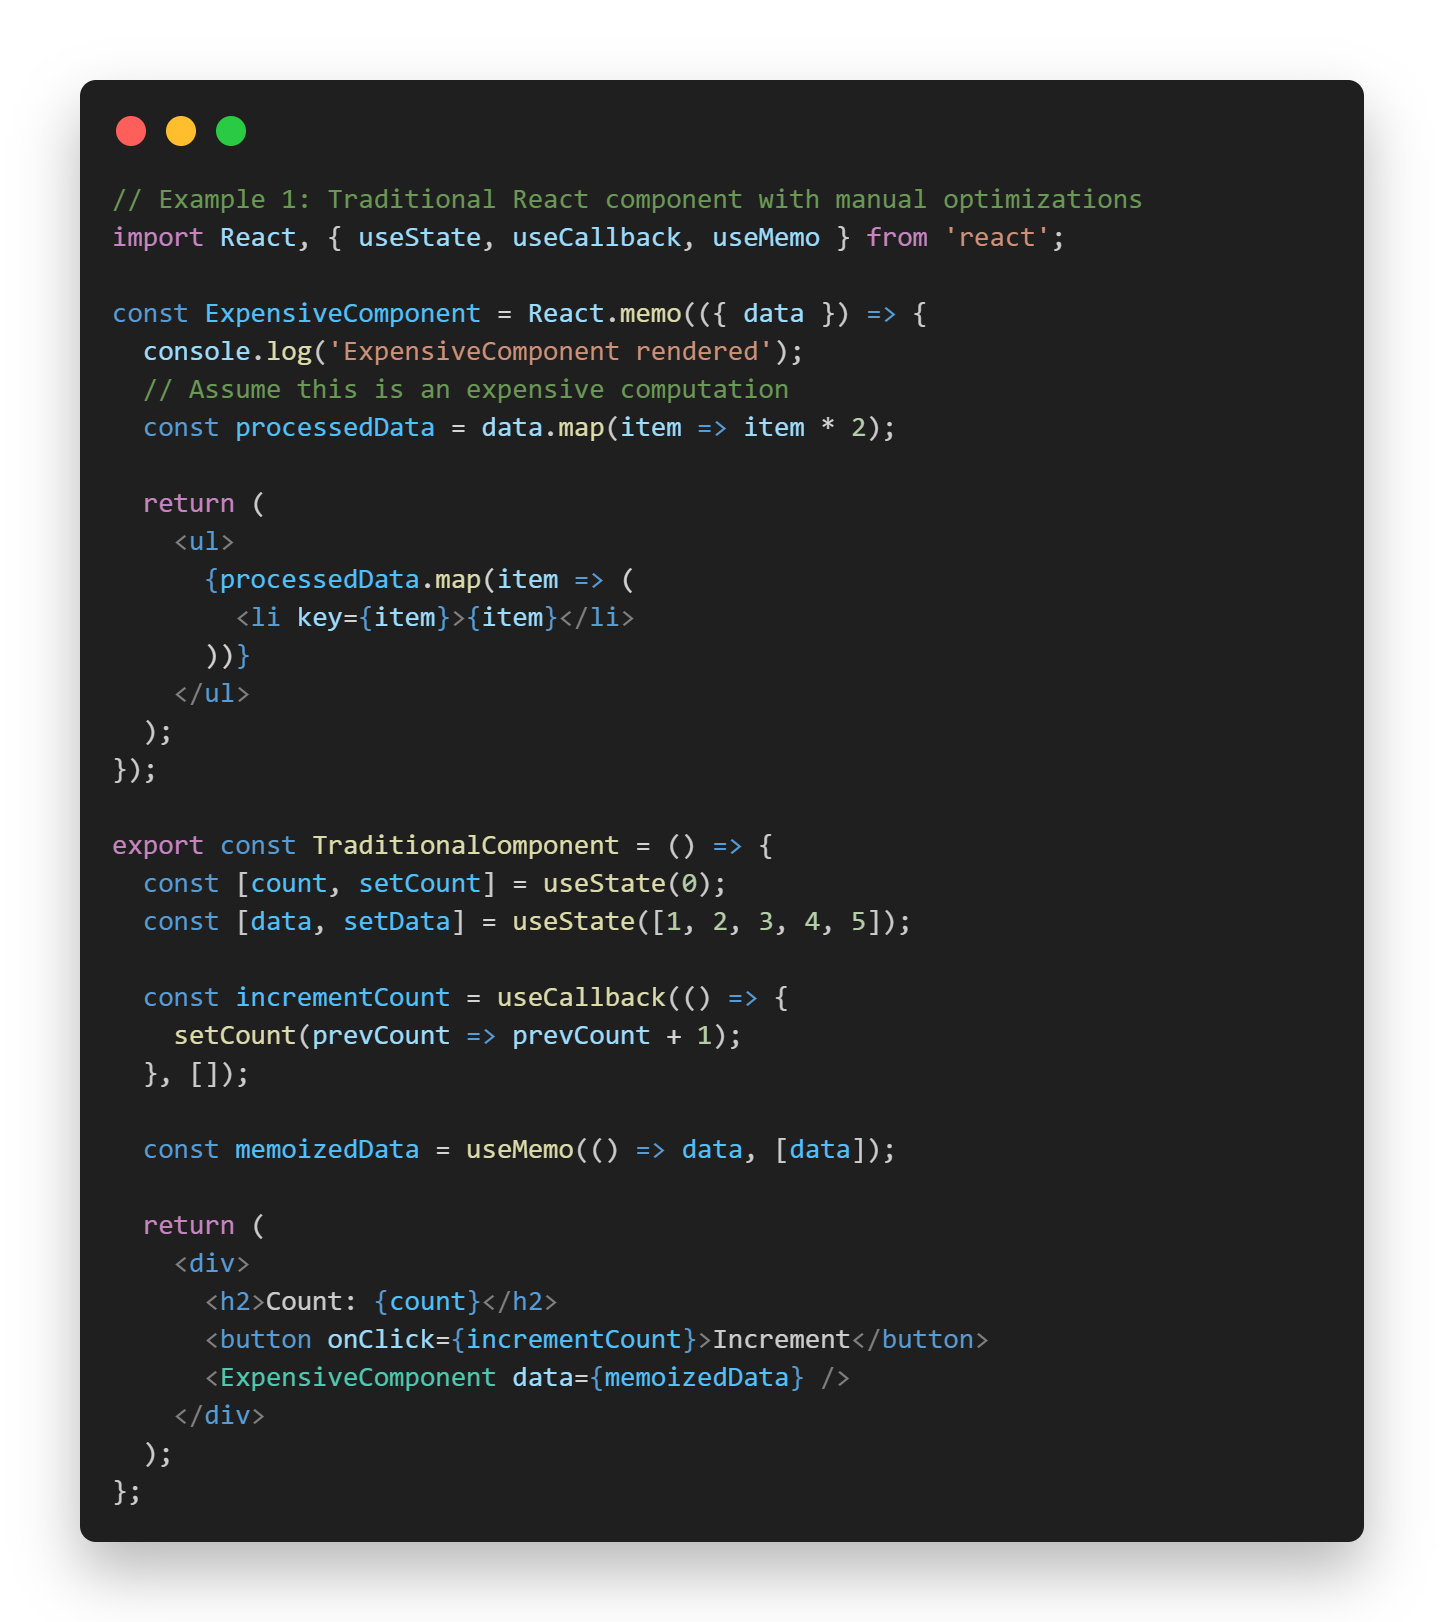 // Example 1: Traditional React component with manual optimizations
import React, { useState, useCallback, useMemo } from 'react';

const ExpensiveComponent = React.memo(({ data }) => {
  console.log('ExpensiveComponent rendered');
  // Assume this is an expensive computation
  const processedData = data.map(item => item * 2);

  return (
    <ul>
      {processedData.map(item => (
        <li key={item}>{item}</li>
      ))}
    </ul>
  );
});

export const TraditionalComponent = () => {
  const [count, setCount] = useState(0);
  const [data, setData] = useState([1, 2, 3, 4, 5]);

  const incrementCount = useCallback(() => {
    setCount(prevCount => prevCount + 1);
  }, []);

  const memoizedData = useMemo(() => data, [data]);

  return (
    <div>
      <h2>Count: {count}</h2>
      <button onClick={incrementCount}>Increment</button>
      <ExpensiveComponent data={memoizedData} />
    </div>
  );
};